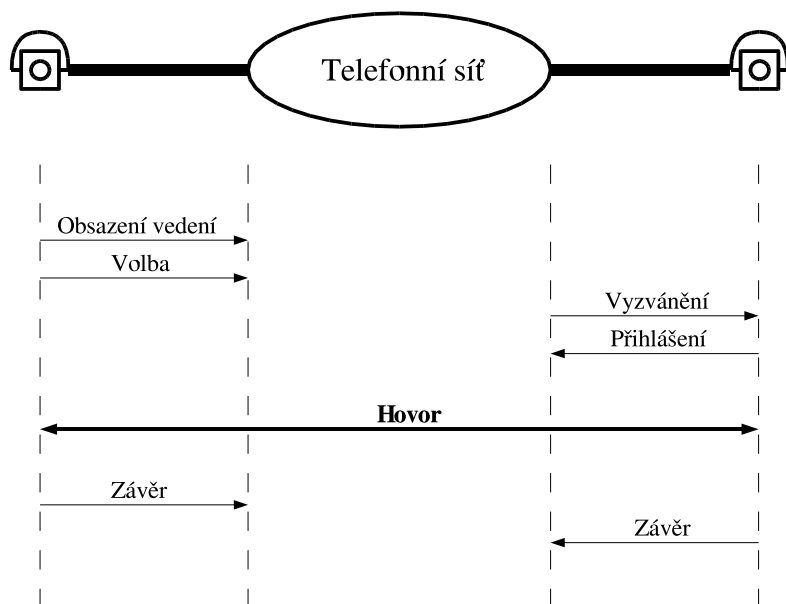 Telefonní síť
Obsazení vedení
Volba
Vyzvánění
Přihlášení
Hovor
Závěr
Závěr